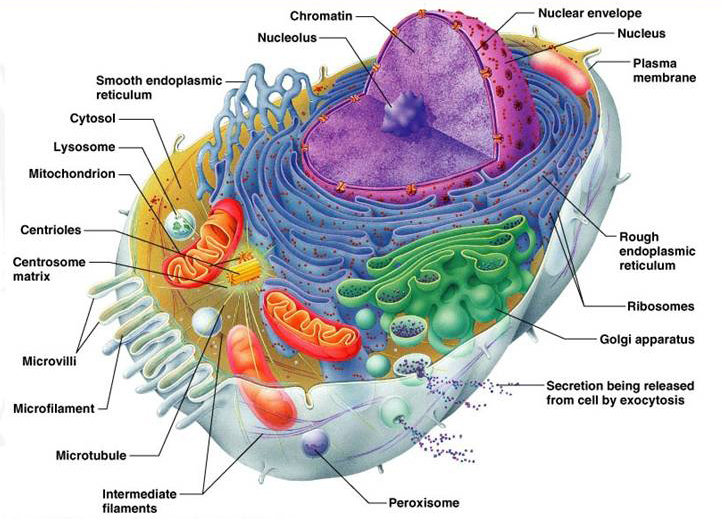 Chromatin
Nuclear envelope
Nucleolus
Nucleus
Plasma
membrane
Smooth endoplasmic
reticulum
Cytosol
Lysosome
Mitochondrion
Centrioles
Centrosome
matrix
Rough
endoplasmic
reticulum
Ribosomes
Golgi apparatus
Microvilli
Secretion being released
from cell by exocytosis
Microfilament
Microtubule
Intermediate
filaments
Peroxisome